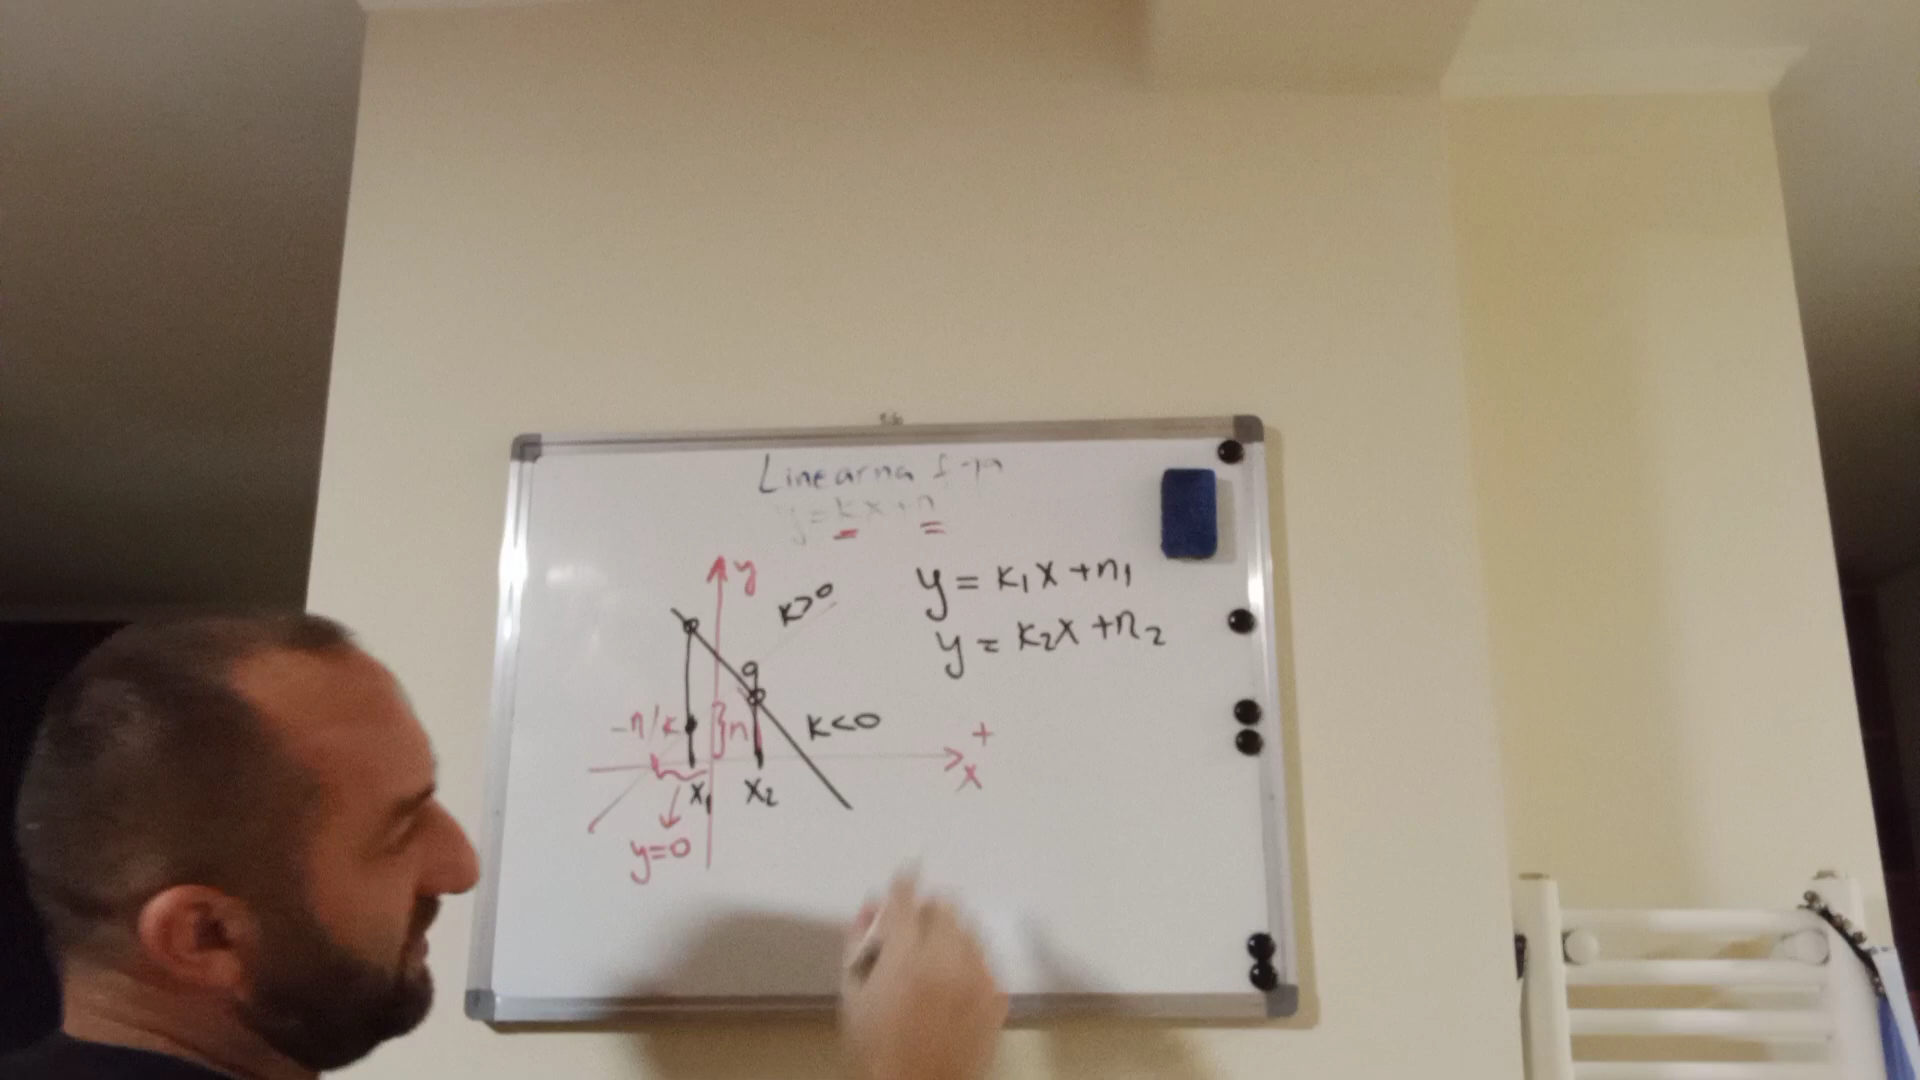 Linearna f-ja
y = kx + n
y
k>0
y = k₁x + n₁
y = k₂x + n₂
-n/k
n
k<0
+
x
x₁
x₂
y=0